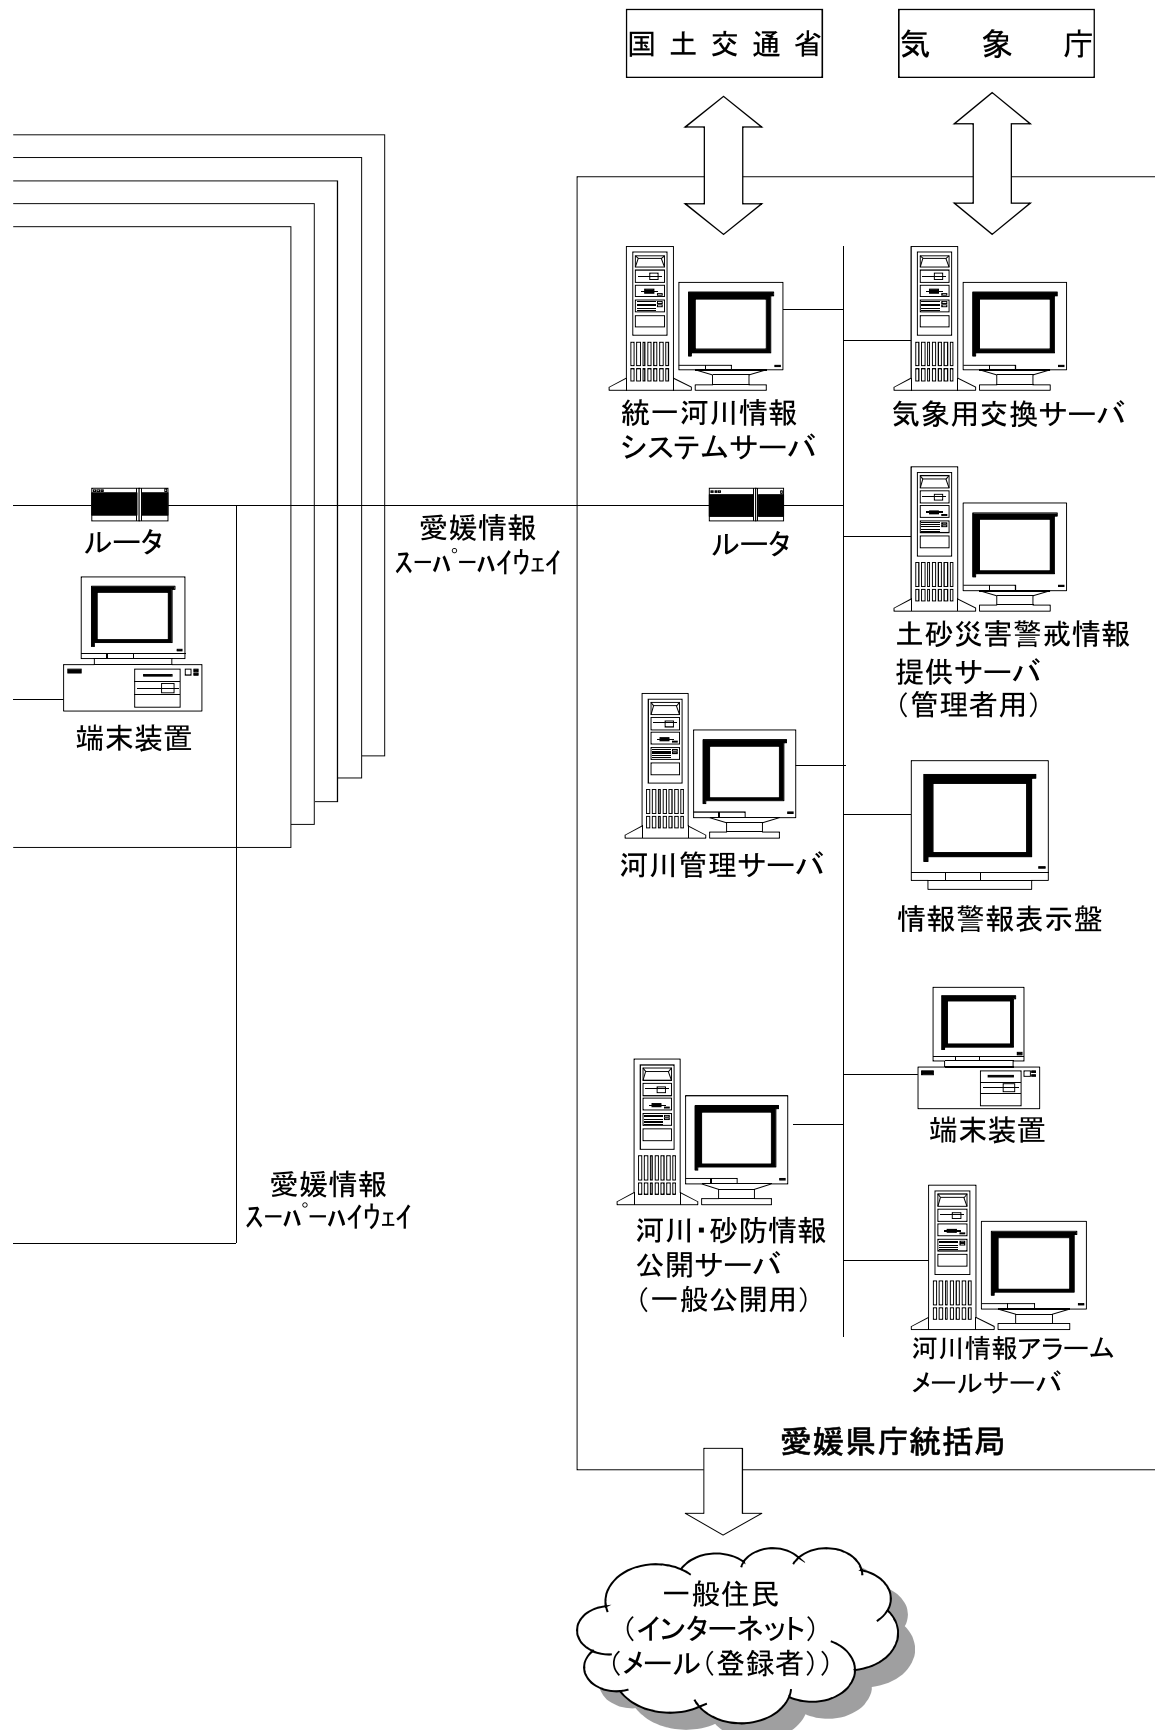 国土交通省
気象庁
統一河川情報
システムサーバ
気象用交換サーバ
ルータ
愛媛情報
スーパーハイウェイ
ルータ
土砂災害警戒情報
提供サーバ
（管理者用）
端末装置
河川管理サーバ
情報警報表示盤
端末装置
愛媛情報
スーパーハイウェイ
河川・砂防情報
公開サーバ
（一般公開用）
河川情報アラーム
メールサーバ
愛媛県庁統括局
一般住民
（インターネット）
（メール（登録者））